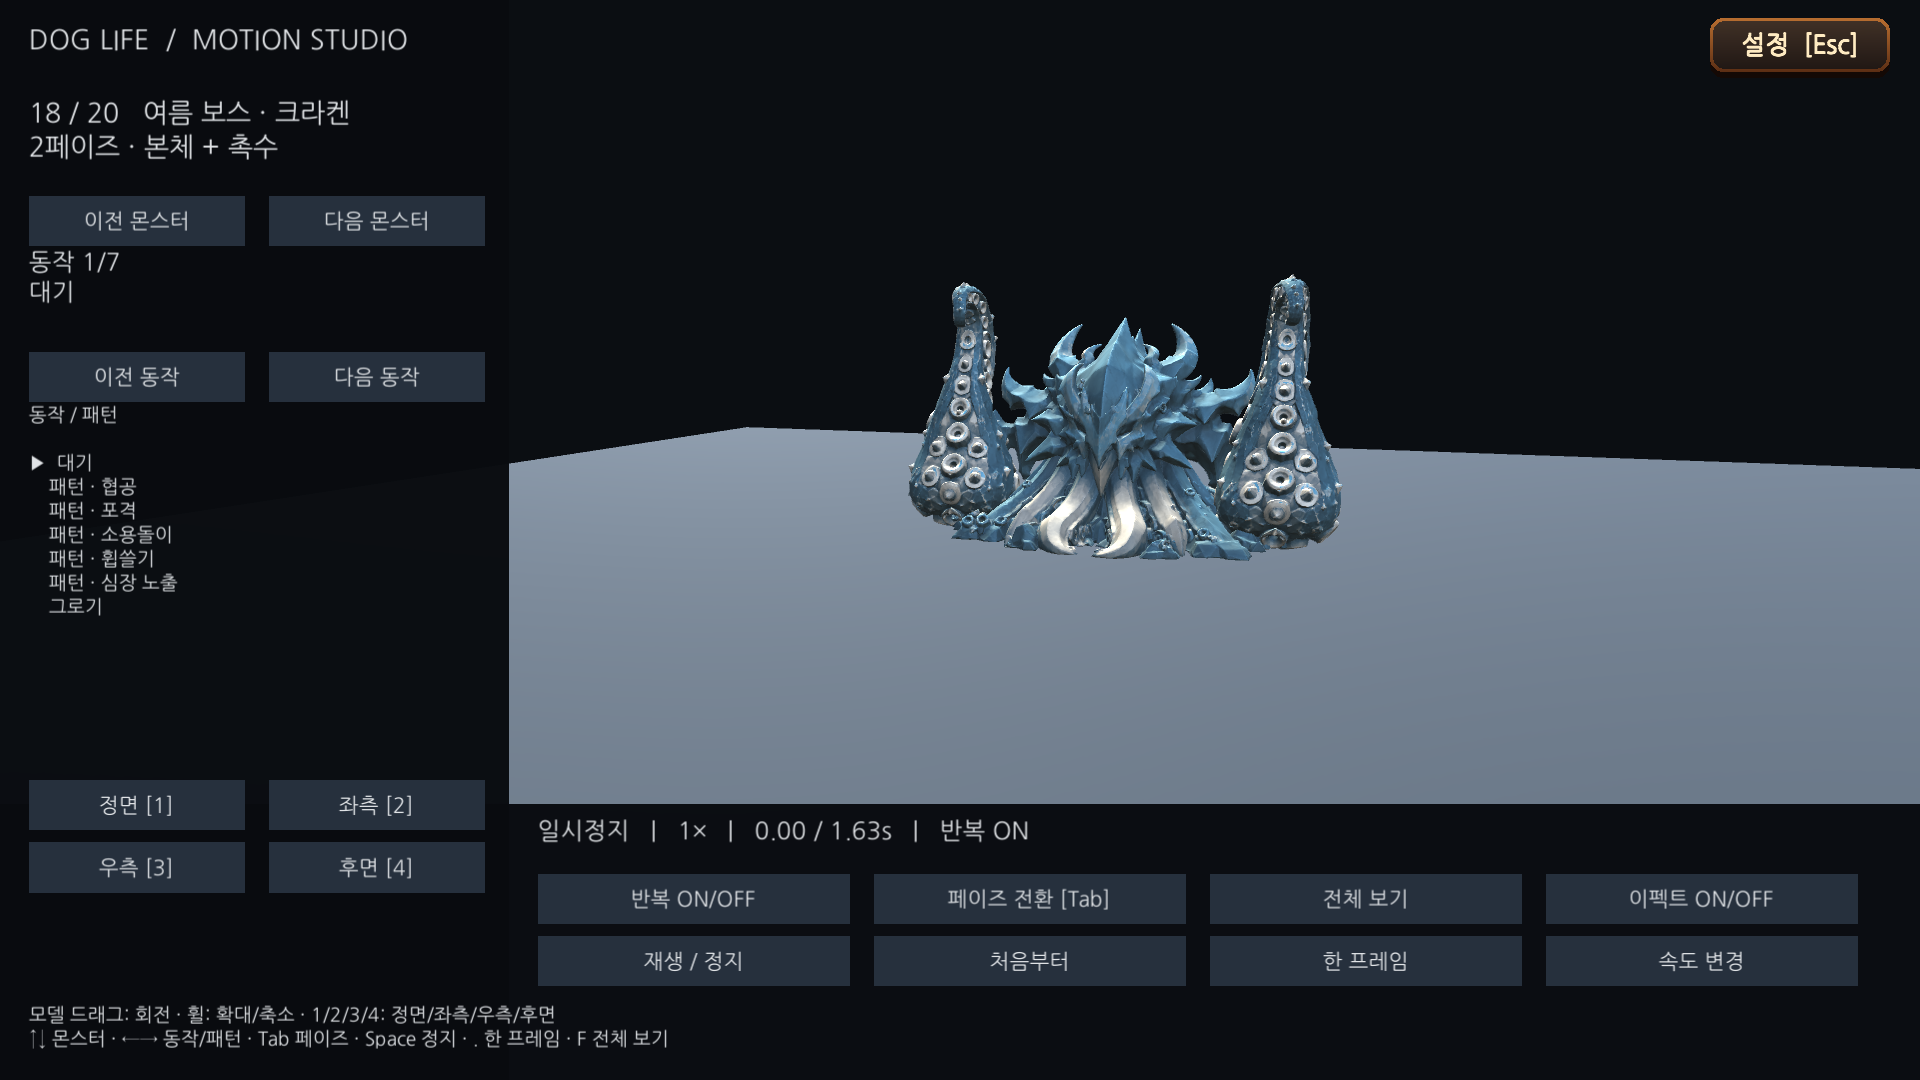 DOG LIFE / MOTION STUDIO
설정 [Esc]
18 / 20 여름 보스 · 크라켄
2페이즈 · 본체 + 촉수
이전 몬스터 다음 몬스터
동작 1/7
대기
이전 동작 다음 동작
동작 / 패턴
▶ 대기
패턴 · 협공
패턴 · 포격
패턴 · 소용돌이
패턴 · 휩쓸기
패턴 · 심장 노출
그로기
정면 [1] 좌측 [2]
우측 [3] 후면 [4]
일시정지 | 1× | 0.00 / 1.63s | 반복 ON
반복 ON/OFF 페이즈 전환 [Tab] 전체 보기 이펙트 ON/OFF
재생 / 정지 처음부터 한 프레임 속도 변경
모델 드래그: 회전 · 휠: 확대/축소 · 1/2/3/4: 정면/좌측/우측/후면
↑↓ 몬스터 · ←→ 동작/패턴 · Tab 페이즈 · Space 정지 · . 한 프레임 · F 전체 보기